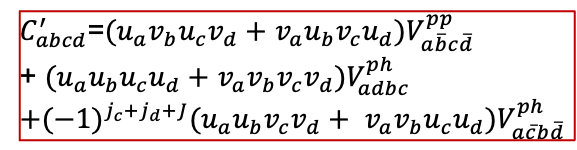 C′_{abcd}=(u_a v_b u_c v_d + v_a u_b v_c u_d)V^{pp}_{a\bar{b}c\bar{d}}
+ (u_a u_b u_c u_d + v_a v_b v_c v_d)V^{ph}_{adbc}
+(-1)^{j_c+j_d+J}(u_a u_b v_c v_d + v_a v_b u_c u_d)V^{ph}_{a\bar{c}b\bar{d}}